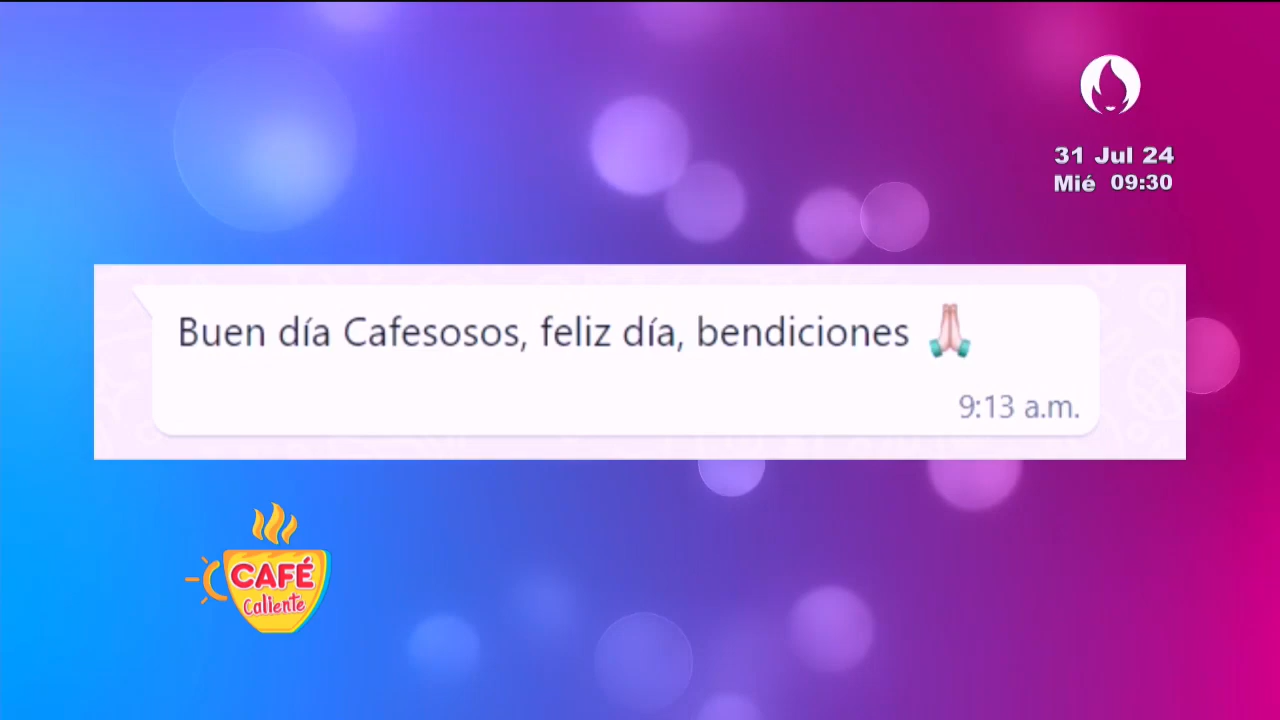 31 Jul 24
Mié 09:30
Buen día Cafesosos, feliz día, bendiciones 🙏🏻
9:13 a.m.
CAFÉ
Caliente